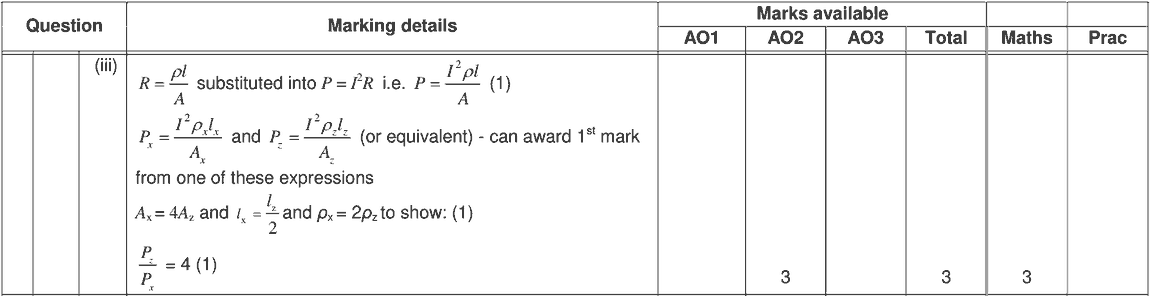 Question Marking details Marks available
AO1 AO2 AO3 Total Maths Prac
(iii) R = ρl/A substituted into P = I²R i.e. P = I²ρl/A (1)
Pₓ = I²ρₓlₓ/Aₓ and P_z = I²ρ_zl_z/A_z (or equivalent) - can award 1st mark
from one of these expressions
Aₓ = 4A_z and lₓ = l_z/2 and ρₓ = 2ρ_z to show: (1)
P_z/Pₓ = 4 (1) 3 3 3